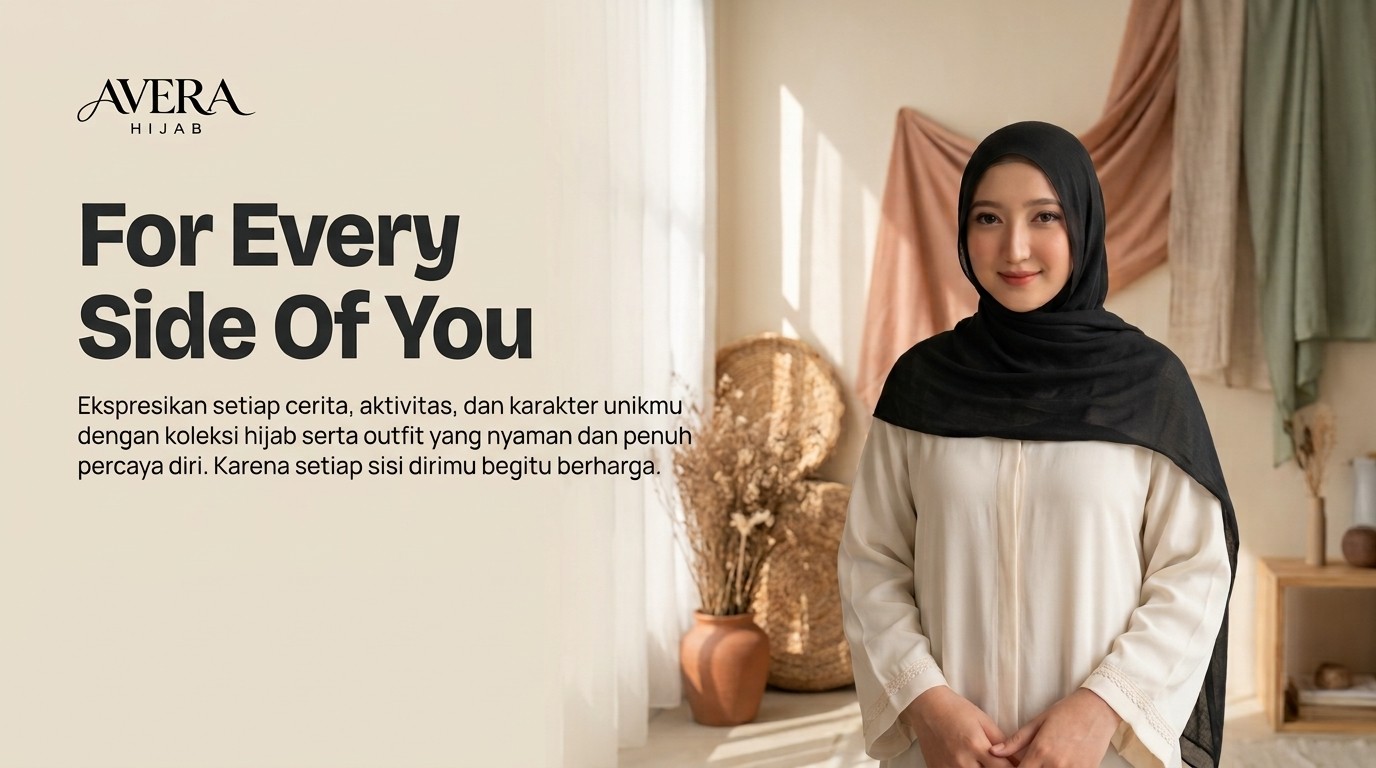 AVERA
HIJAB
For Every
Side Of You
Ekspresikan setiap cerita, aktivitas, dan karakter unikmu
dengan koleksi hijab serta outfit yang nyaman dan penuh
percaya diri. Karena setiap sisi dirimu begitu berharga.